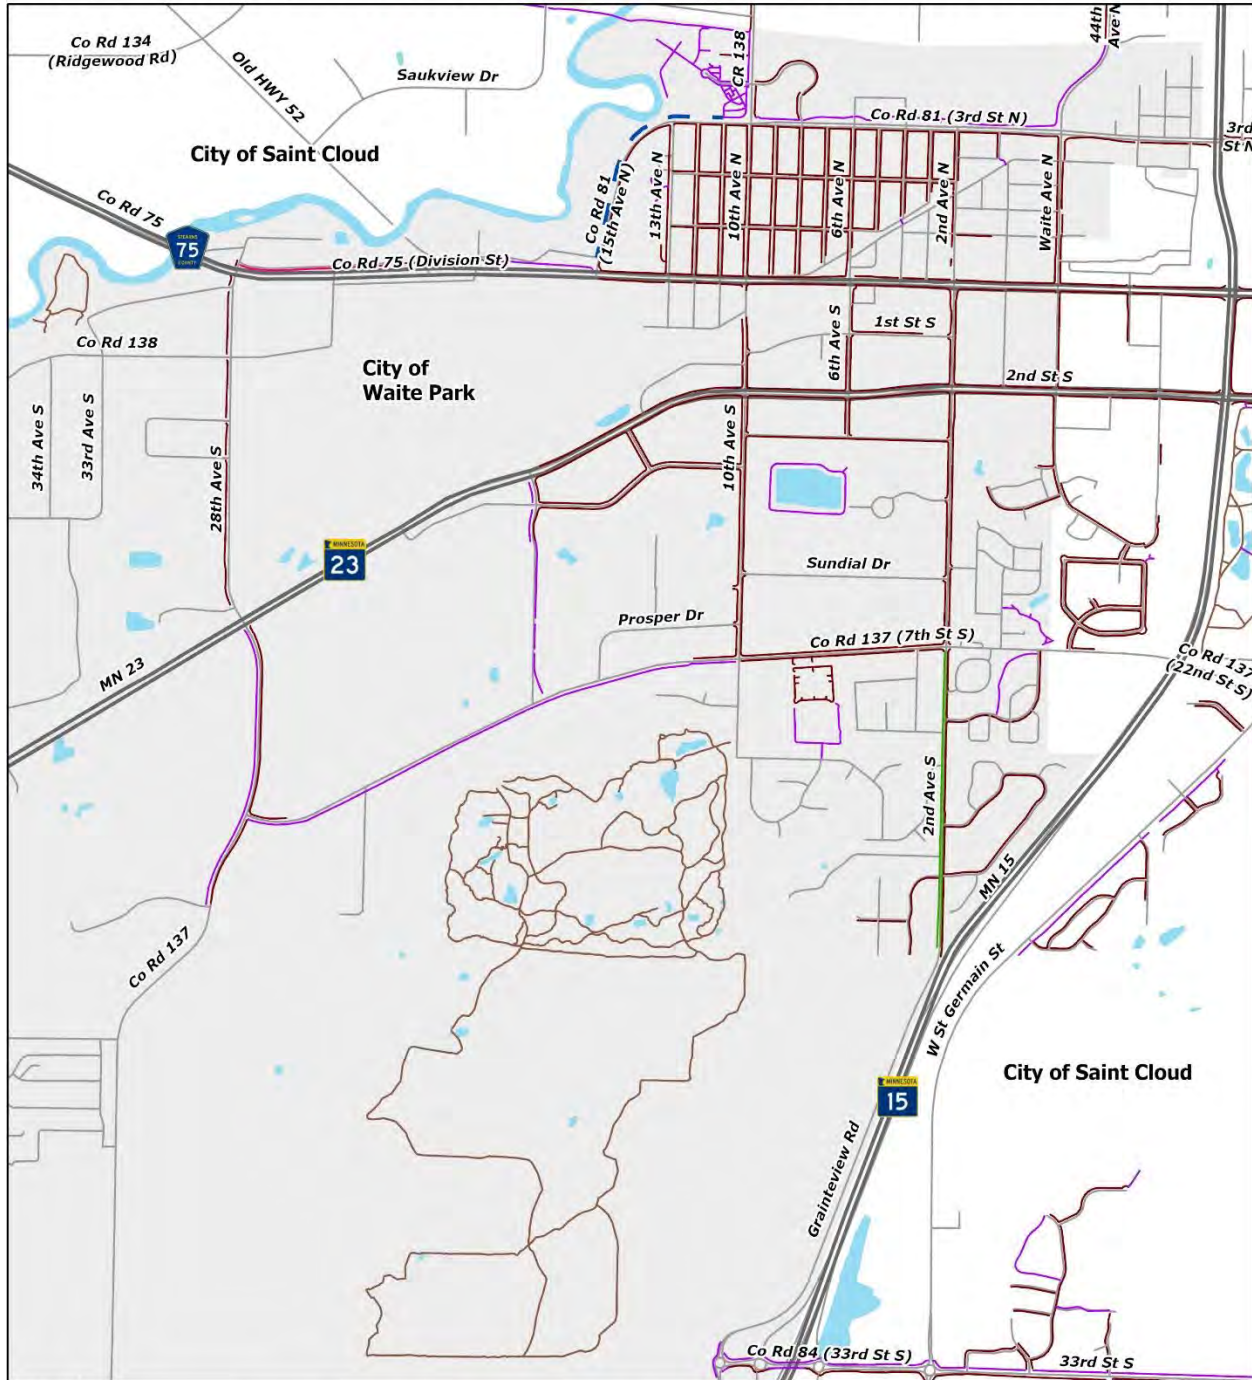 Co Rd 134
(Ridgewood Rd)
Old HWY 52
Saukview Dr
CR 138
44th
Ave N
City of Saint Cloud
Co Rd 81 (3rd St N)
3rd
St N
Co Rd 75
STEARNS
75
COUNTY
Co Rd 81
(15th Ave N)
13th Ave N
10th Ave N
6th Ave N
2nd Ave N
Waite Ave N
Co Rd 75 (Division St)
Co Rd 138
City of
Waite Park
6th Ave S
1st St S
2nd St S
34th Ave S
33rd Ave S
28th Ave S
10th Ave S
MINNESOTA
23
Sundial Dr
Prosper Dr
Co Rd 137 (7th St S)
Co Rd 137
(22nd St S)
MN 23
2nd Ave S
MN 15
Co Rd 137
W St Germain St
City of Saint Cloud
MINNESOTA
15
Grainteview Rd
Co Rd 84 (33rd St S)
33rd St S